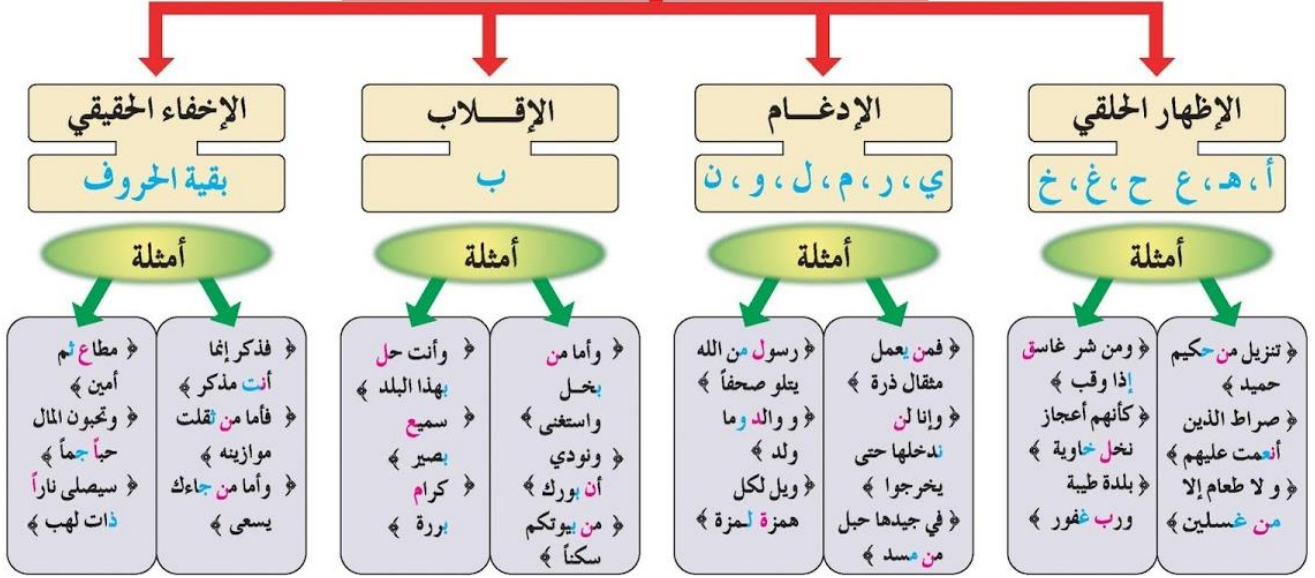 الإظهار الحلقي
أ، هـ، ع ح، غ، خ
أمثلة
﴿ تنزيل من حكيم
حميد ﴾
﴿ صراط الذين
أنعمت عليهم ﴾
﴿ و لا طعام إلا
من غسلين ﴾
﴿ ومن شر غاسق
إذا وقب ﴾
﴿ كأنهم أعجاز
نخل خاوية ﴾
﴿ بلدة طيبة
ورب غفور ﴾
الإدغـــام
ي، ر، م، ل، و، ن
أمثلة
﴿ فمن يعمل
مثقال ذرة ﴾
﴿ وإنا لن
ندخلها حتى
يخرجوا ﴾
﴿ في جيدها حبل
من مسد ﴾
﴿ رسول من الله
يتلو صحفاً ﴾
﴿ و والد وما
ولد ﴾
﴿ ويل لكل
همزة لـمزة ﴾
الإقـــلاب
ب
أمثلة
﴿ وأما من
بخـل
واستغنى ﴾
﴿ ونودي
أن بورك ﴾
﴿ من بيوتكم
سكناً ﴾
﴿ وأنت حل
بهذا البلد ﴾
﴿ سميع
بصير ﴾
﴿ كرام
بررة ﴾
الإخفاء الحقيقي
بقية الحروف
أمثلة
﴿ فذكر إنما
أنت مذكر ﴾
﴿ فأما من ثقلت
موازينه ﴾
﴿ وأما من جاءك
يسعى ﴾
﴿ مطاع ثم
أمين ﴾
﴿ وتحبون المال
حباً جماً ﴾
﴿ سيصلى ناراً
ذات لهب ﴾